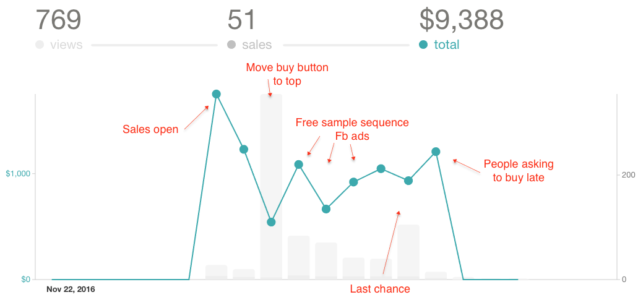 769 51 $9,388
views sales total
Move buy button
to top
Sales open
Free sample sequence
Fb ads
People asking
to buy late
$1,000
200
$0
0
Nov 22, 2016
Last chance